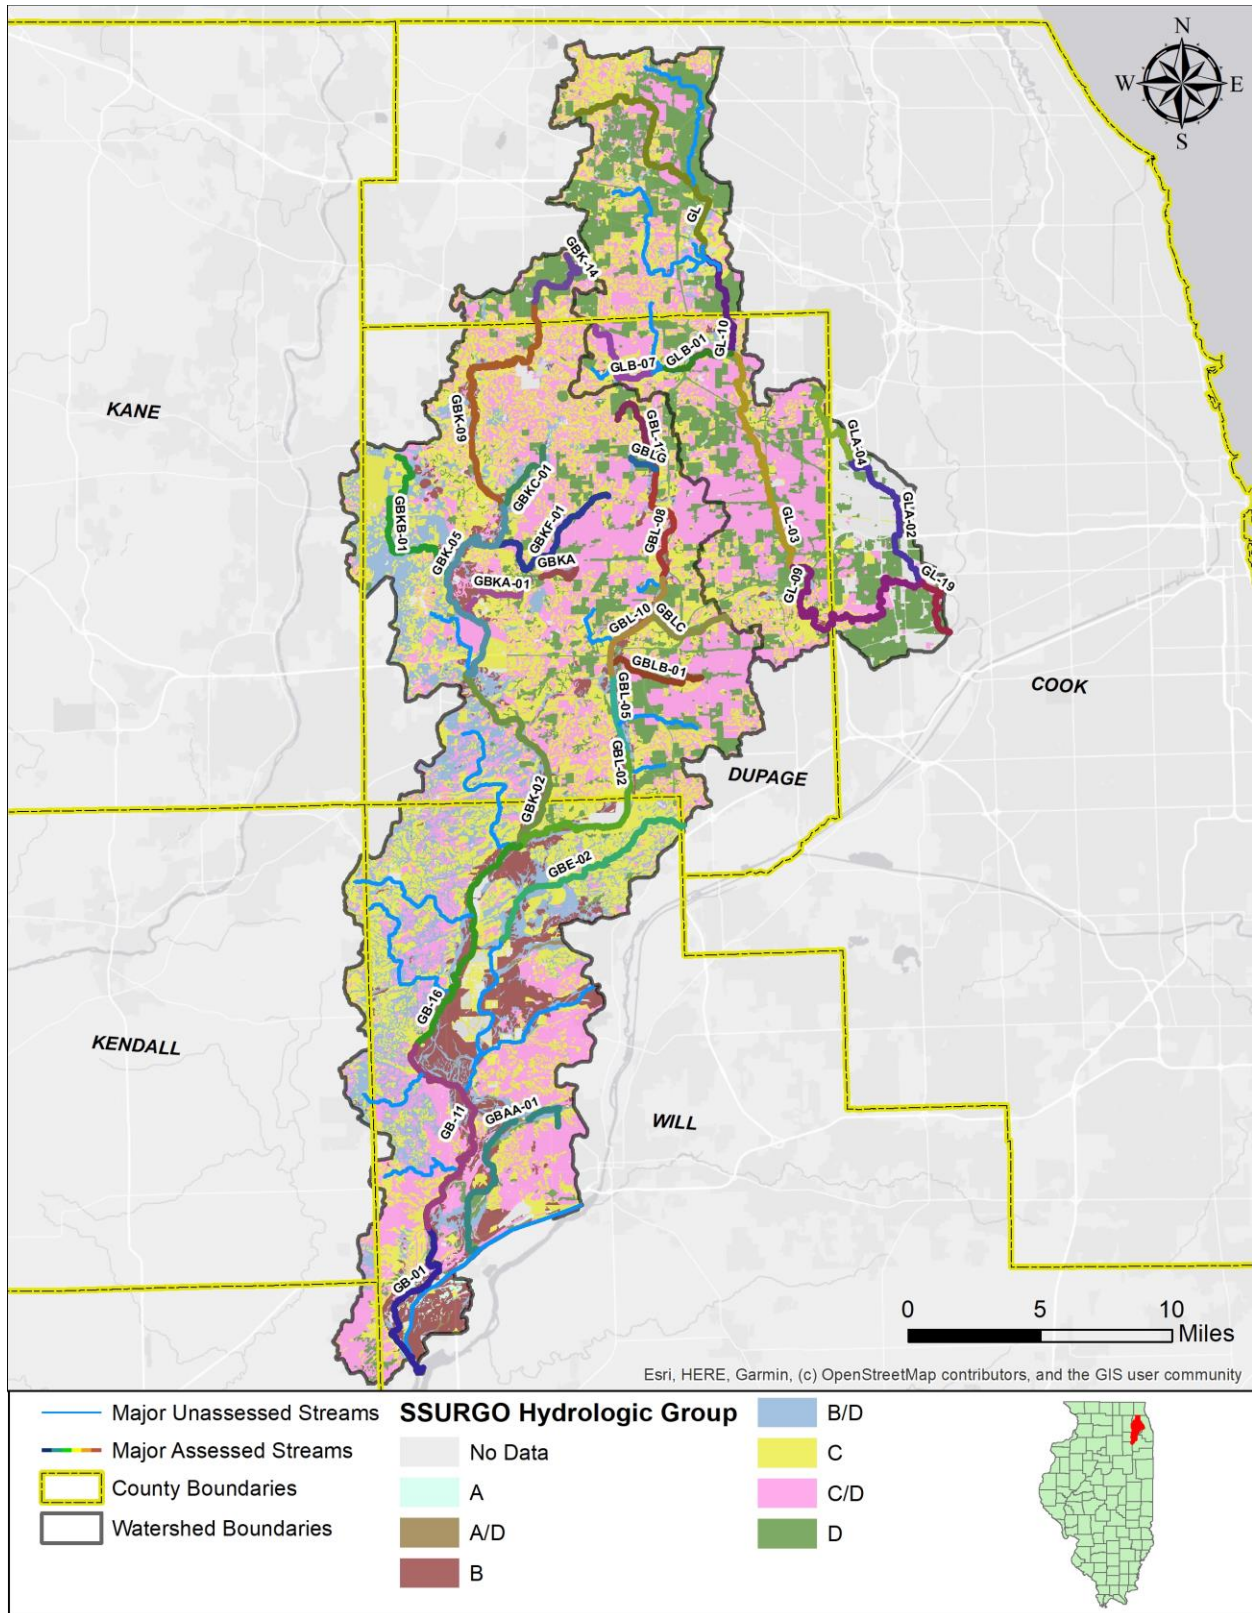 N
W
E
S
GL
GBK-14
GL-10
GLB-01
GLB-07
KANE
GBK-09
GBL-1
GBLG
GLA-04
GBKC-01
GLA-02
GBKB-01
GBKF-01
GBL-08
GL-03
GBK-05
GBKA
GL-19
GBKA-01
GL-09
GBL-10
GBLC
GBLB-01
COOK
GBL-05
GBL-02
DUPAGE
GBK-02
GBE-02
GB-16
KENDALL
GBAA-01
GB-11
WILL
GB-01
0 5 10
Miles
Esri, HERE, Garmin, (c) OpenStreetMap contributors, and the GIS user community
Major Unassessed Streams
Major Assessed Streams
County Boundaries
Watershed Boundaries
SSURGO Hydrologic Group
No Data
A
A/D
B
B/D
C
C/D
D